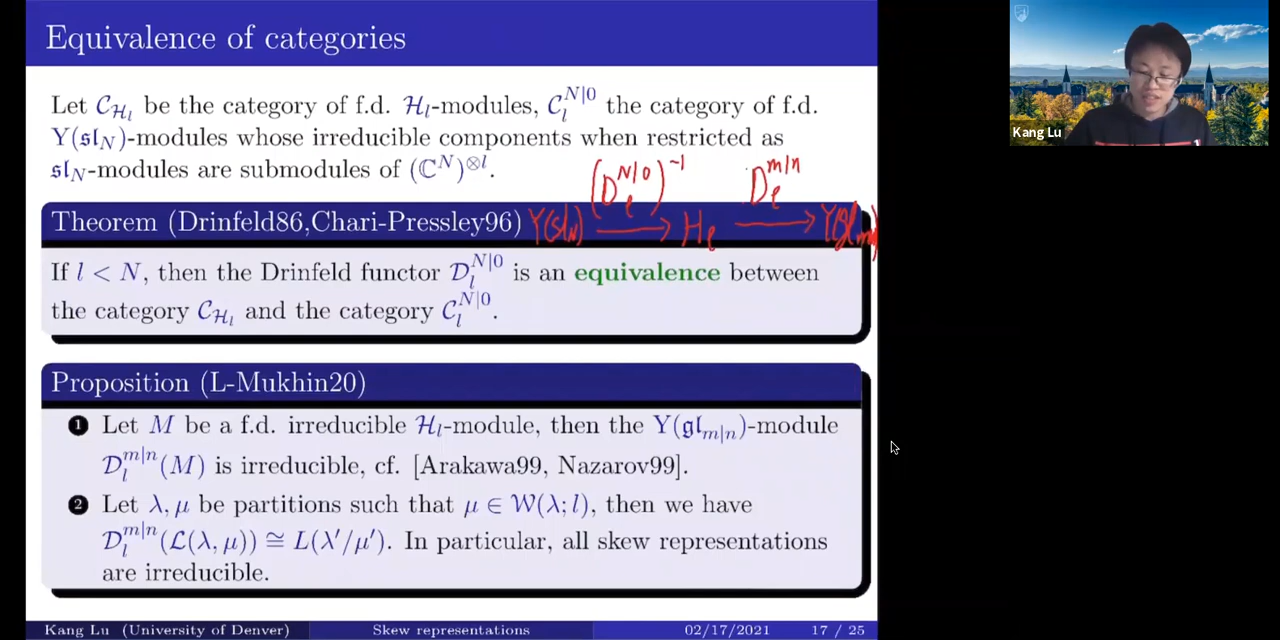 Equivalence of categories
Let 𝒞_{ℋ_l} be the category of f.d. ℋ_l-modules, 𝒞_l^{N|0} the category of f.d.
Y(𝔰𝔩_N)-modules whose irreducible components when restricted as
𝔰𝔩_N-modules are submodules of (ℂ^N)^{⊗l}.
(D_l^{N|0})^{-1} D_l^{m|n}
Theorem (Drinfeld86,Chari-Pressley96) Y(sl_N) → H_l → Y(gl_{m|n})
If l < N, then the Drinfeld functor 𝒟_l^{N|0} is an equivalence between
the category 𝒞_{ℋ_l} and the category 𝒞_l^{N|0}.
Proposition (L-Mukhin20)
1 Let M be a f.d. irreducible ℋ_l-module, then the Y(𝔤𝔩_{m|n})-module
𝒟_l^{m|n}(M) is irreducible, cf. [Arakawa99, Nazarov99].
2 Let λ, μ be partitions such that μ ∈ 𝒲(λ; l), then we have
𝒟_l^{m|n}(ℒ(λ, μ)) ≅ L(λ′/μ′). In particular, all skew representations
are irreducible.
Kang Lu (University of Denver) Skew representations 02/17/2021 17 / 25
Kang Lu